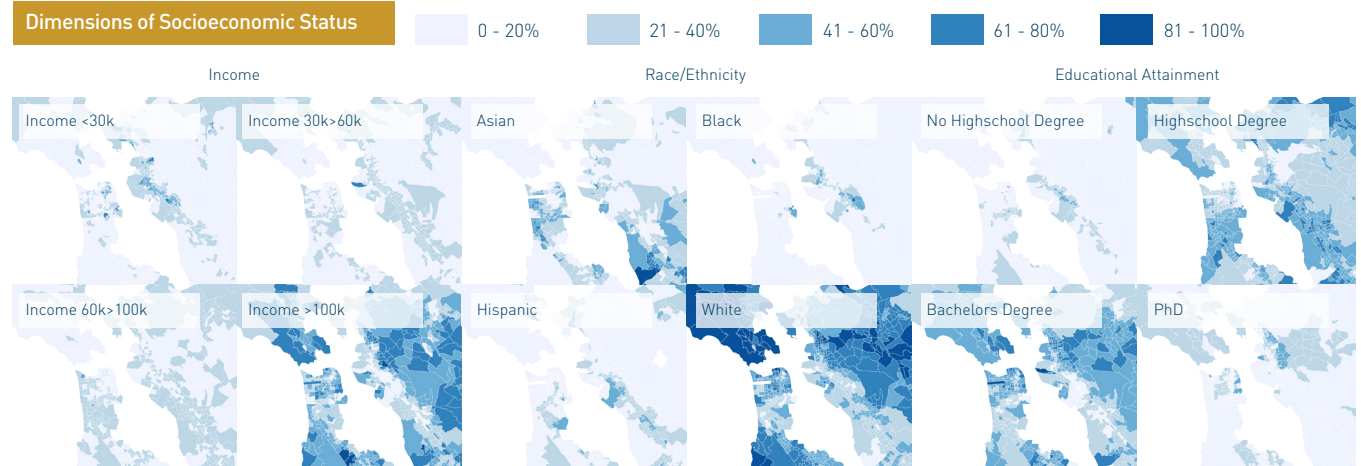 Dimensions of Socioeconomic Status
0 - 20%
21 - 40%
41 - 60%
61 - 80%
81 - 100%
Income
Race/Ethnicity
Educational Attainment
Income <30k
Income 30k>60k
Asian
Black
No Highschool Degree
Highschool Degree
Income 60k>100k
Income >100k
Hispanic
White
Bachelors Degree
PhD